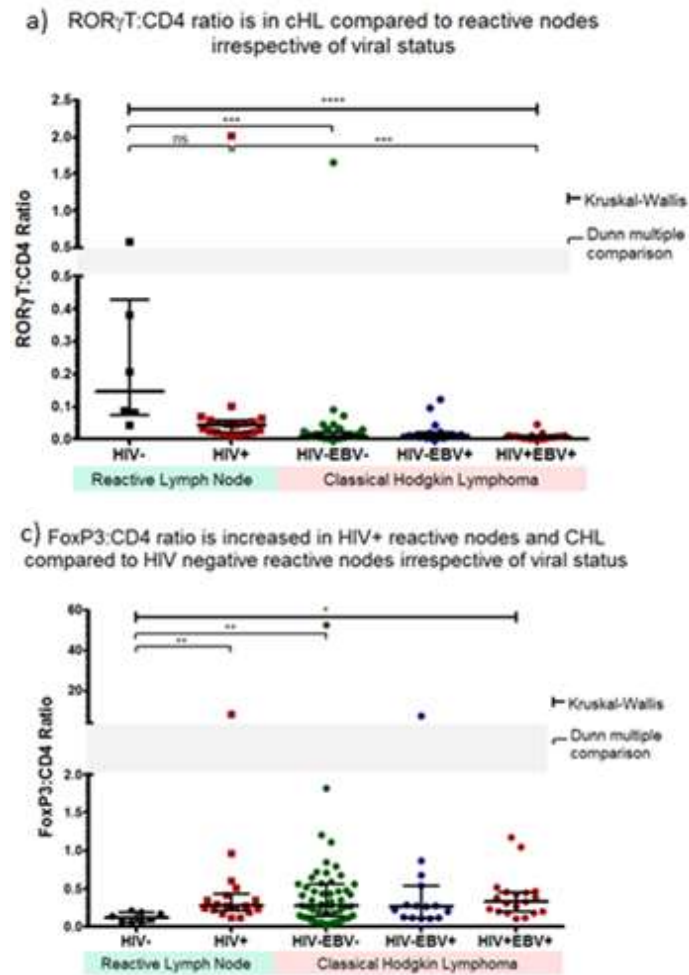 a) RORγT:CD4 ratio is in cHL compared to reactive nodes
irrespective of viral status
****
***
ns
***
2.5
2.0
1.5
1.0
0.5
0.5
0.4
0.3
0.2
0.1
0.0
RORγT:CD4 Ratio
Kruskal-Wallis
Dunn multiple
comparison
HIV- HIV+ HIV-EBV- HIV-EBV+ HIV+EBV+
Reactive Lymph Node Classical Hodgkin Lymphoma
c) FoxP3:CD4 ratio is increased in HIV+ reactive nodes and CHL
compared to HIV negative reactive nodes irrespective of viral status
*
**
**
60
40
20
2.0
1.5
1.0
0.5
0.0
FoxP3:CD4 Ratio
Kruskal-Wallis
Dunn multiple
comparison
HIV- HIV+ HIV-EBV- HIV-EBV+ HIV+EBV+
Reactive Lymph Node Classical Hodgkin Lymphoma